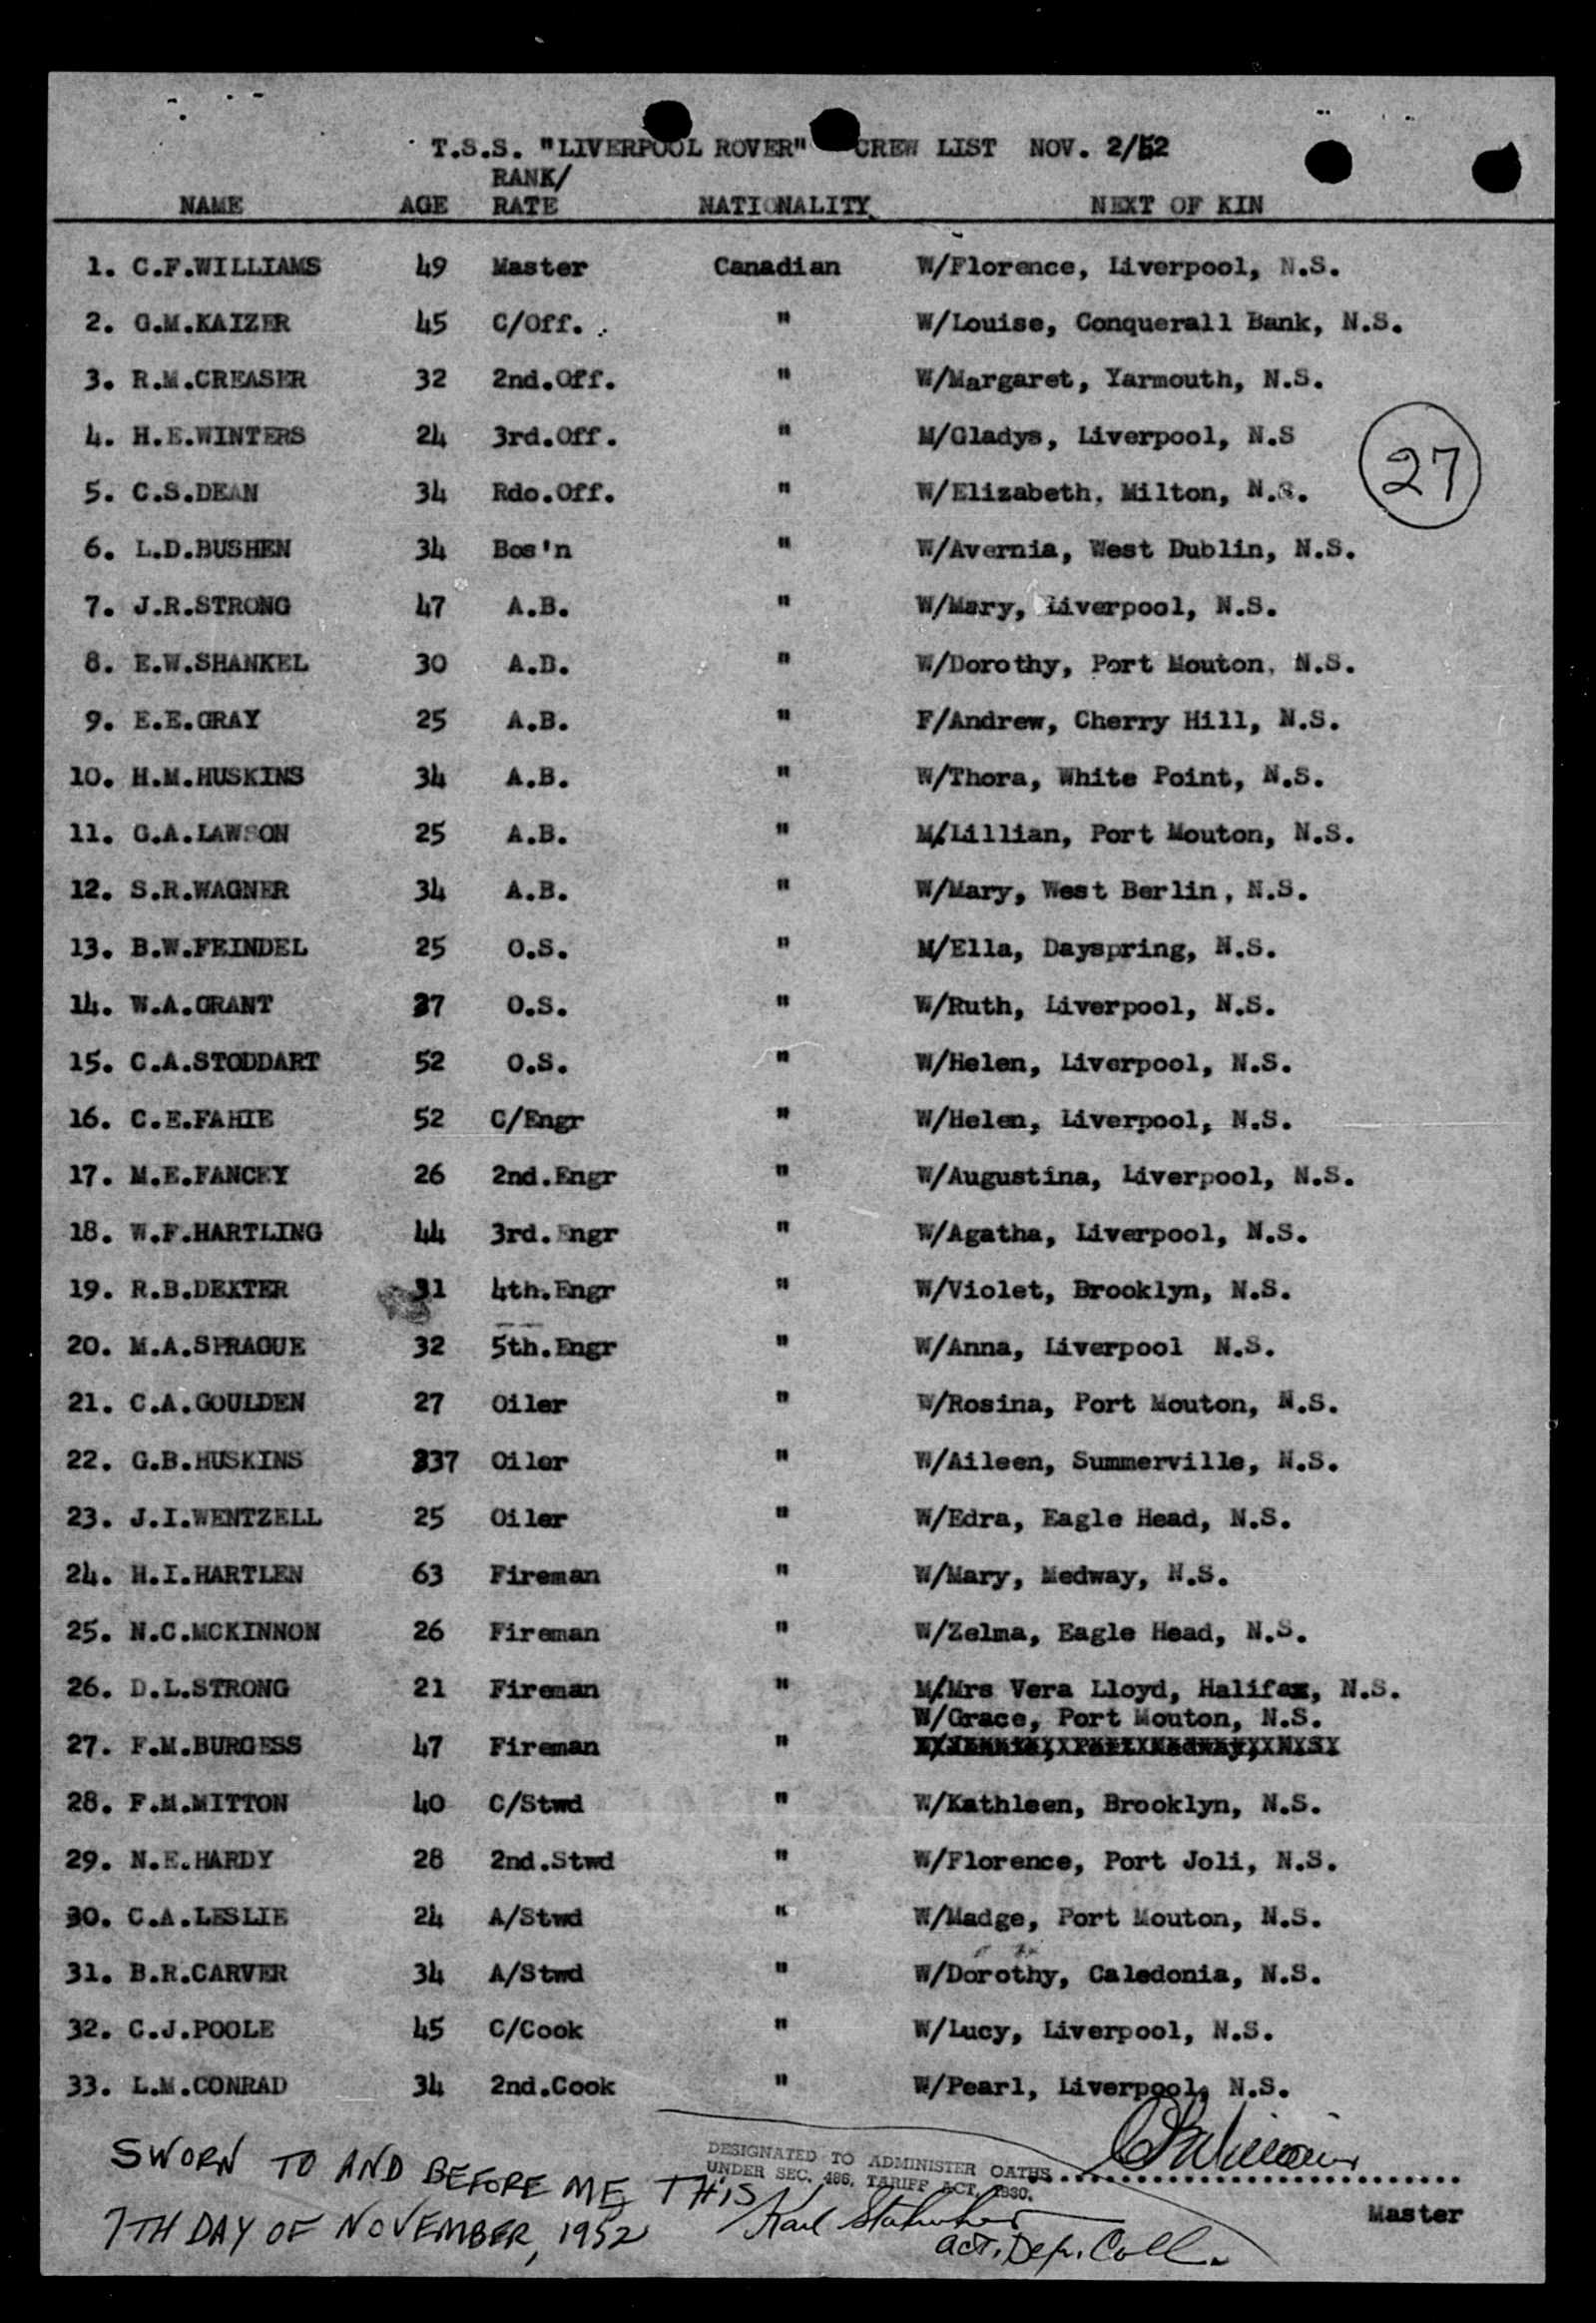 T.S.S. "LIVERPOOL ROVER" CREW LIST NOV. 2/52
NAME AGE RANK/ RATE NATIONALITY NEXT OF KIN
1. C.F.WILLIAMS 49 Master Canadian W/Florence, Liverpool, N.S.
2. G.M.KAIZER 45 C/Off. " W/Louise, Conquerall Bank, N.S.
3. R.M.CREASER 32 2nd.Off. " W/Margaret, Yarmouth, N.S.
4. H.E.WINTERS 24 3rd.Off. " M/Gladys, Liverpool, N.S
27
5. C.S.DEAN 34 Rdo.Off. " W/Elizabeth, Milton, N.S.
6. L.D.BUSHEN 34 Bos'n " W/Avernia, West Dublin, N.S.
7. J.R.STRONG 47 A.B. " W/Mary, Liverpool, N.S.
8. E.W.SHANKEL 30 A.B. " W/Dorothy, Port Mouton, N.S.
9. E.E.GRAY 25 A.B. " F/Andrew, Cherry Hill, N.S.
10. H.M.HUSKINS 34 A.B. " W/Thora, White Point, N.S.
11. G.A.LAWSON 25 A.B. " M/Lillian, Port Mouton, N.S.
12. S.R.WAGNER 34 A.B. " W/Mary, West Berlin, N.S.
13. B.W.FEINDEL 25 O.S. " M/Ella, Dayspring, N.S.
14. W.A.GRANT 37 O.S. " W/Ruth, Liverpool, N.S.
15. C.A.STODDART 52 O.S. " W/Helen, Liverpool, N.S.
16. C.E.FAHIE 52 C/Engr " W/Helen, Liverpool, N.S.
17. M.E.FANCEY 26 2nd.Engr " W/Augustina, Liverpool, N.S.
18. W.F.HARTLING 44 3rd.Engr " W/Agatha, Liverpool, N.S.
19. R.B.DEXTER 31 4th.Engr " W/Violet, Brooklyn, N.S.
20. M.A.SPRAGUE 32 5th.Engr " W/Anna, Liverpool N.S.
21. C.A.GOULDEN 27 Oiler " W/Rosina, Port Mouton, N.S.
22. G.B.HUSKINS 337 Oiler " W/Aileen, Summerville, N.S.
23. J.I.WENTZELL 25 Oiler " W/Edra, Eagle Head, N.S.
24. H.I.HARTLEN 63 Fireman " W/Mary, Medway, N.S.
25. N.C.MCKINNON 26 Fireman " W/Zelma, Eagle Head, N.S.
26. D.L.STRONG 21 Fireman " M/Mrs Vera Lloyd, Halifax, N.S.
W/Grace, Port Mouton, N.S.
27. F.M.BURGESS 47 Fireman "
28. F.M.MITTON 40 C/Stwd " W/Kathleen, Brooklyn, N.S.
29. N.E.HARDY 28 2nd.Stwd " W/Florence, Port Joli, N.S.
30. C.A.LESLIE 24 A/Stwd " W/Madge, Port Mouton, N.S.
31. B.R.CARVER 34 A/Stwd " W/Dorothy, Caledonia, N.S.
32. C.J.POOLE 45 C/Cook " W/Lucy, Liverpool, N.S.
33. L.M.CONRAD 34 2nd.Cook " W/Pearl, Liverpool, N.S.
DESIGNATED TO ADMINISTER OATHS
UNDER SEC. 486, TARIFF ACT, 1930.
Master
SWORN TO AND BEFORE ME THIS
7TH DAY OF NOVEMBER, 1952
Karl
act. Dep. Coll.